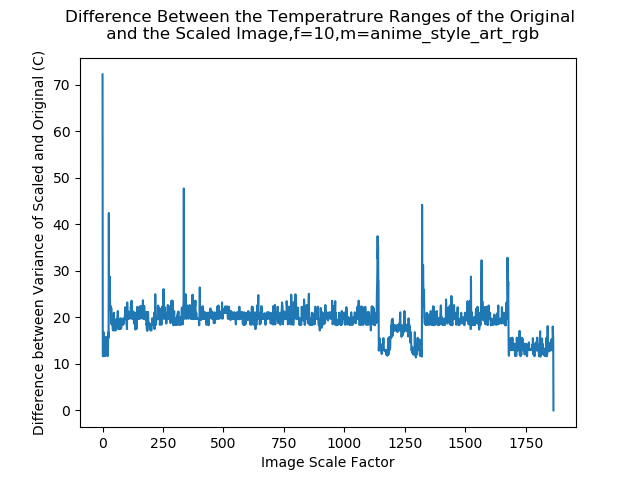 Difference Between the Temperatrure Ranges of the Original
and the Scaled Image,f=10,m=anime_style_art_rgb
Difference between Variance of Scaled and Original (C)
70
60
50
40
30
20
10
0
0 250 500 750 1000 1250 1500 1750
Image Scale Factor